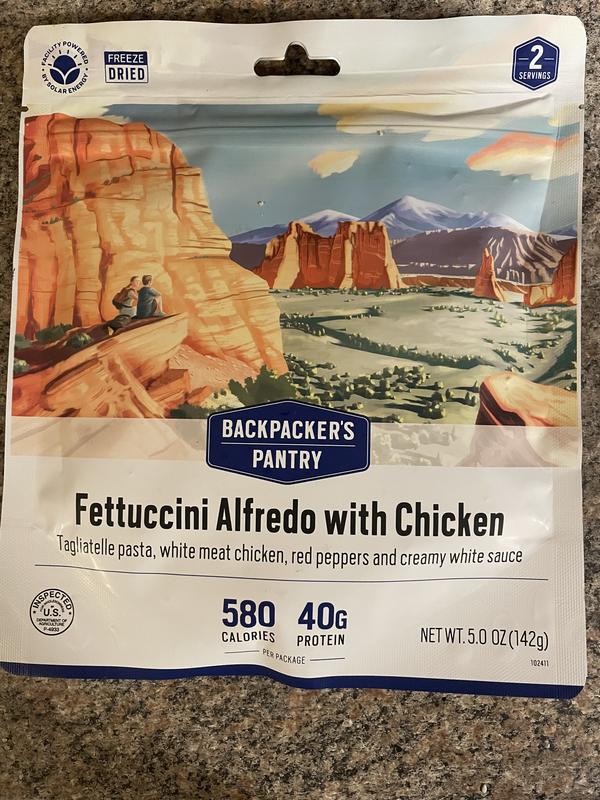 FACILITY POWERED
BY SOLAR ENERGY
FREEZE
DRIED
2
SERVINGS
BACKPACKER'S
PANTRY
Fettuccini Alfredo with Chicken
Tagliatelle pasta, white meat chicken, red peppers and creamy white sauce
INSPECTED
U.S.
DEPARTMENT OF
AGRICULTURE
P-4933
580
CALORIES
40G
PROTEIN
PER PACKAGE
NET WT. 5.0 OZ (142g)
102411